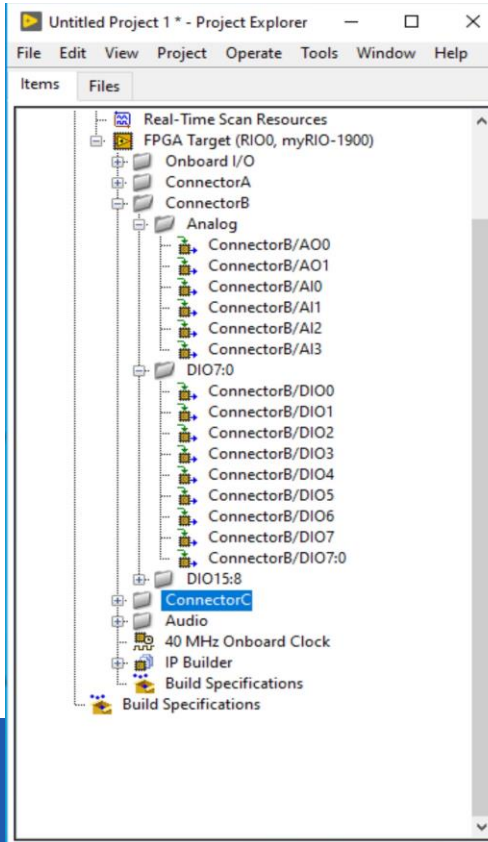 Untitled Project 1 * - Project Explorer
File Edit View Project Operate Tools Window Help
Items Files
Real-Time Scan Resources
FPGA Target (RIO0, myRIO-1900)
Onboard I/O
ConnectorA
ConnectorB
Analog
ConnectorB/AO0
ConnectorB/AO1
ConnectorB/AI0
ConnectorB/AI1
ConnectorB/AI2
ConnectorB/AI3
DIO7:0
ConnectorB/DIO0
ConnectorB/DIO1
ConnectorB/DIO2
ConnectorB/DIO3
ConnectorB/DIO4
ConnectorB/DIO5
ConnectorB/DIO6
ConnectorB/DIO7
ConnectorB/DIO7:0
DIO15:8
ConnectorC
Audio
40 MHz Onboard Clock
IP Builder
Build Specifications
Build Specifications